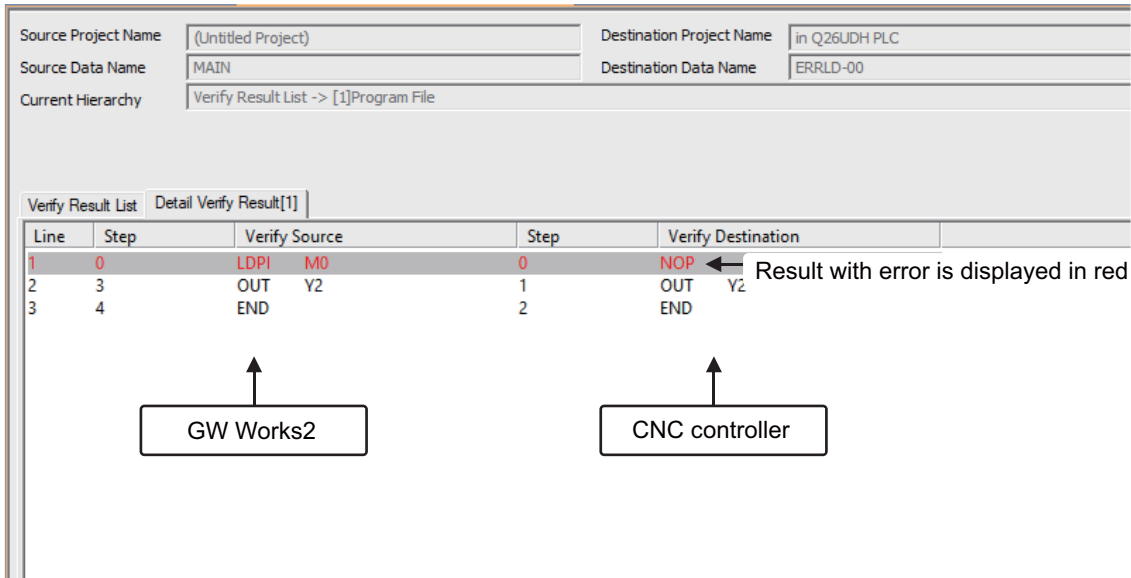 Source Project Name (Untitled Project) Destination Project Name in Q26UDH PLC
Source Data Name MAIN Destination Data Name ERRLD-00
Current Hierarchy Verify Result List -> [1]Program File
Verify Result List Detail Verify Result[1]
Line Step Verify Source Step Verify Destination
1 0 LDPI M0 0 NOP Result with error is displayed in red
2 3 OUT Y2 1 OUT Y2
3 4 END 2 END
GW Works2 CNC controller